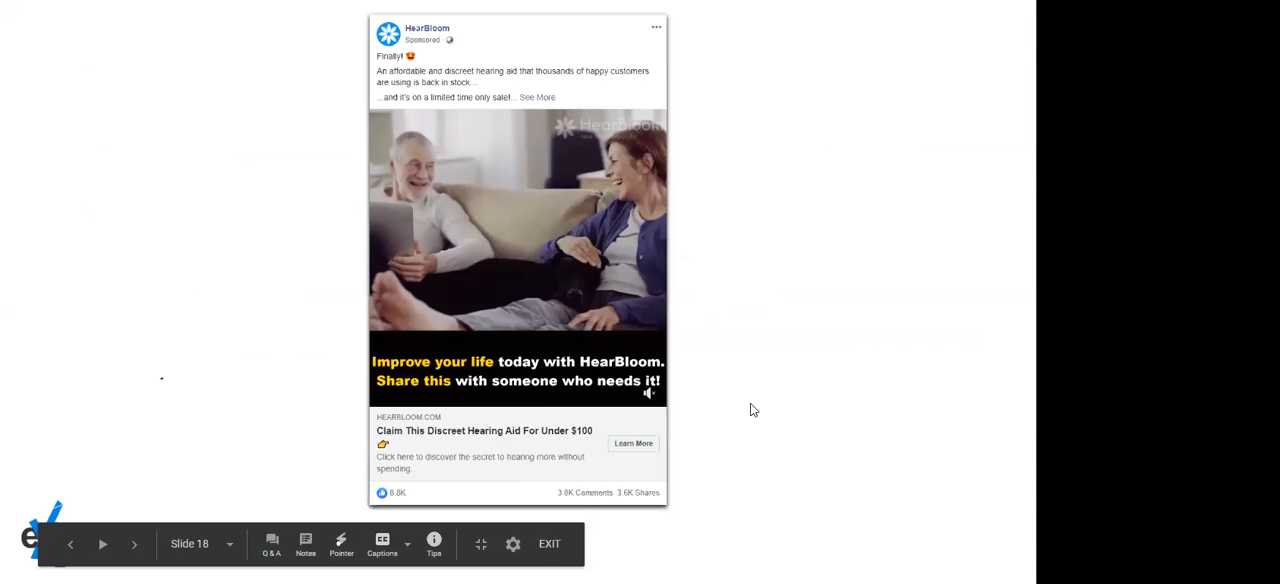 HearBloom
Sponsored ·
Finally! 🤩
An affordable and discreet hearing aid that thousands of happy customers
are using is back in stock...
...and it's on a limited time only sale!... See More
HearBloom
Improve your life today with HearBloom.
Share this with someone who needs it!
HEARBLOOM.COM
Claim This Discreet Hearing Aid For Under $100
👉
Learn More
Click here to discover the secret to hearing more without
spending...
8.8K
3.8K Comments 3.6K Shares
Slide 18
Q & A
Notes
Pointer
CC
Captions
Tips
EXIT